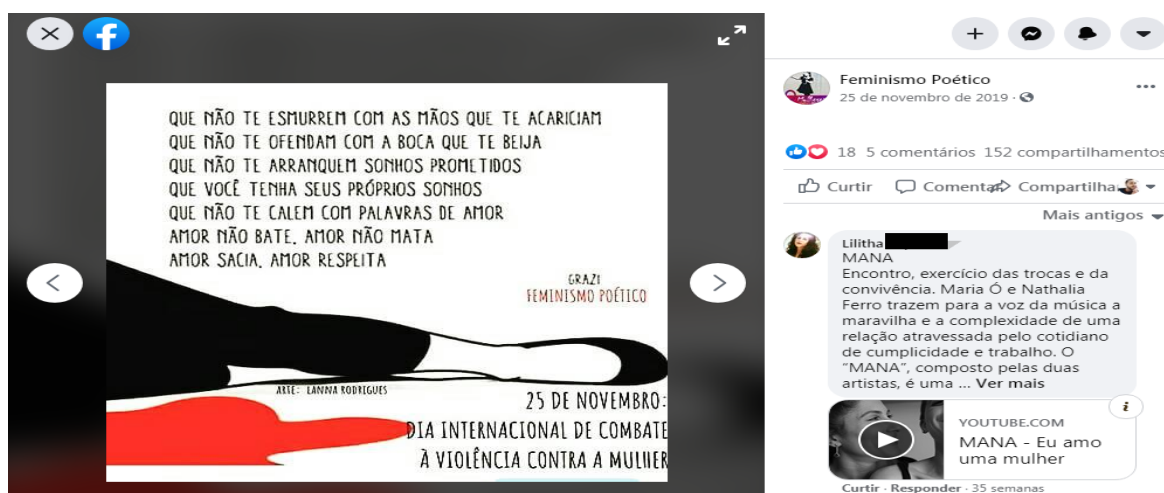 QUE NÃO TE ESMURREM COM AS MÃOS QUE TE ACARICIAM
QUE NÃO TE OFENDAM COM A BOCA QUE TE BEIJA
QUE NÃO TE ARRANQUEM SONHOS PROMETIDOS
QUE VOCÊ TENHA SEUS PRÓPRIOS SONHOS
QUE NÃO TE CALEM COM PALAVRAS DE AMOR
AMOR NÃO BATE, AMOR NÃO MATA
AMOR SACIA, AMOR RESPEITA
GRAZI
FEMINISMO POÉTICO
ARTE: LANNA RODRIGUES
25 DE NOVEMBRO:
DIA INTERNACIONAL DE COMBATE
À VIOLÊNCIA CONTRA A MULHER
Feminismo Poético
25 de novembro de 2019 ·
18 5 comentários 152 compartilhamentos
Curtir Comentar Compartilha
Mais antigos
Lilitha
MANA
Encontro, exercício das trocas e da
convivência. Maria Ó e Nathalia
Ferro trazem para a voz da música a
maravilha e a complexidade de uma
relação atravessada pelo cotidiano
de cumplicidade e trabalho. O
"MANA", composto pelas duas
artistas, é uma ... Ver mais
YOUTUBE.COM
MANA - Eu amo
uma mulher
Curtir · Responder · 35 semanas